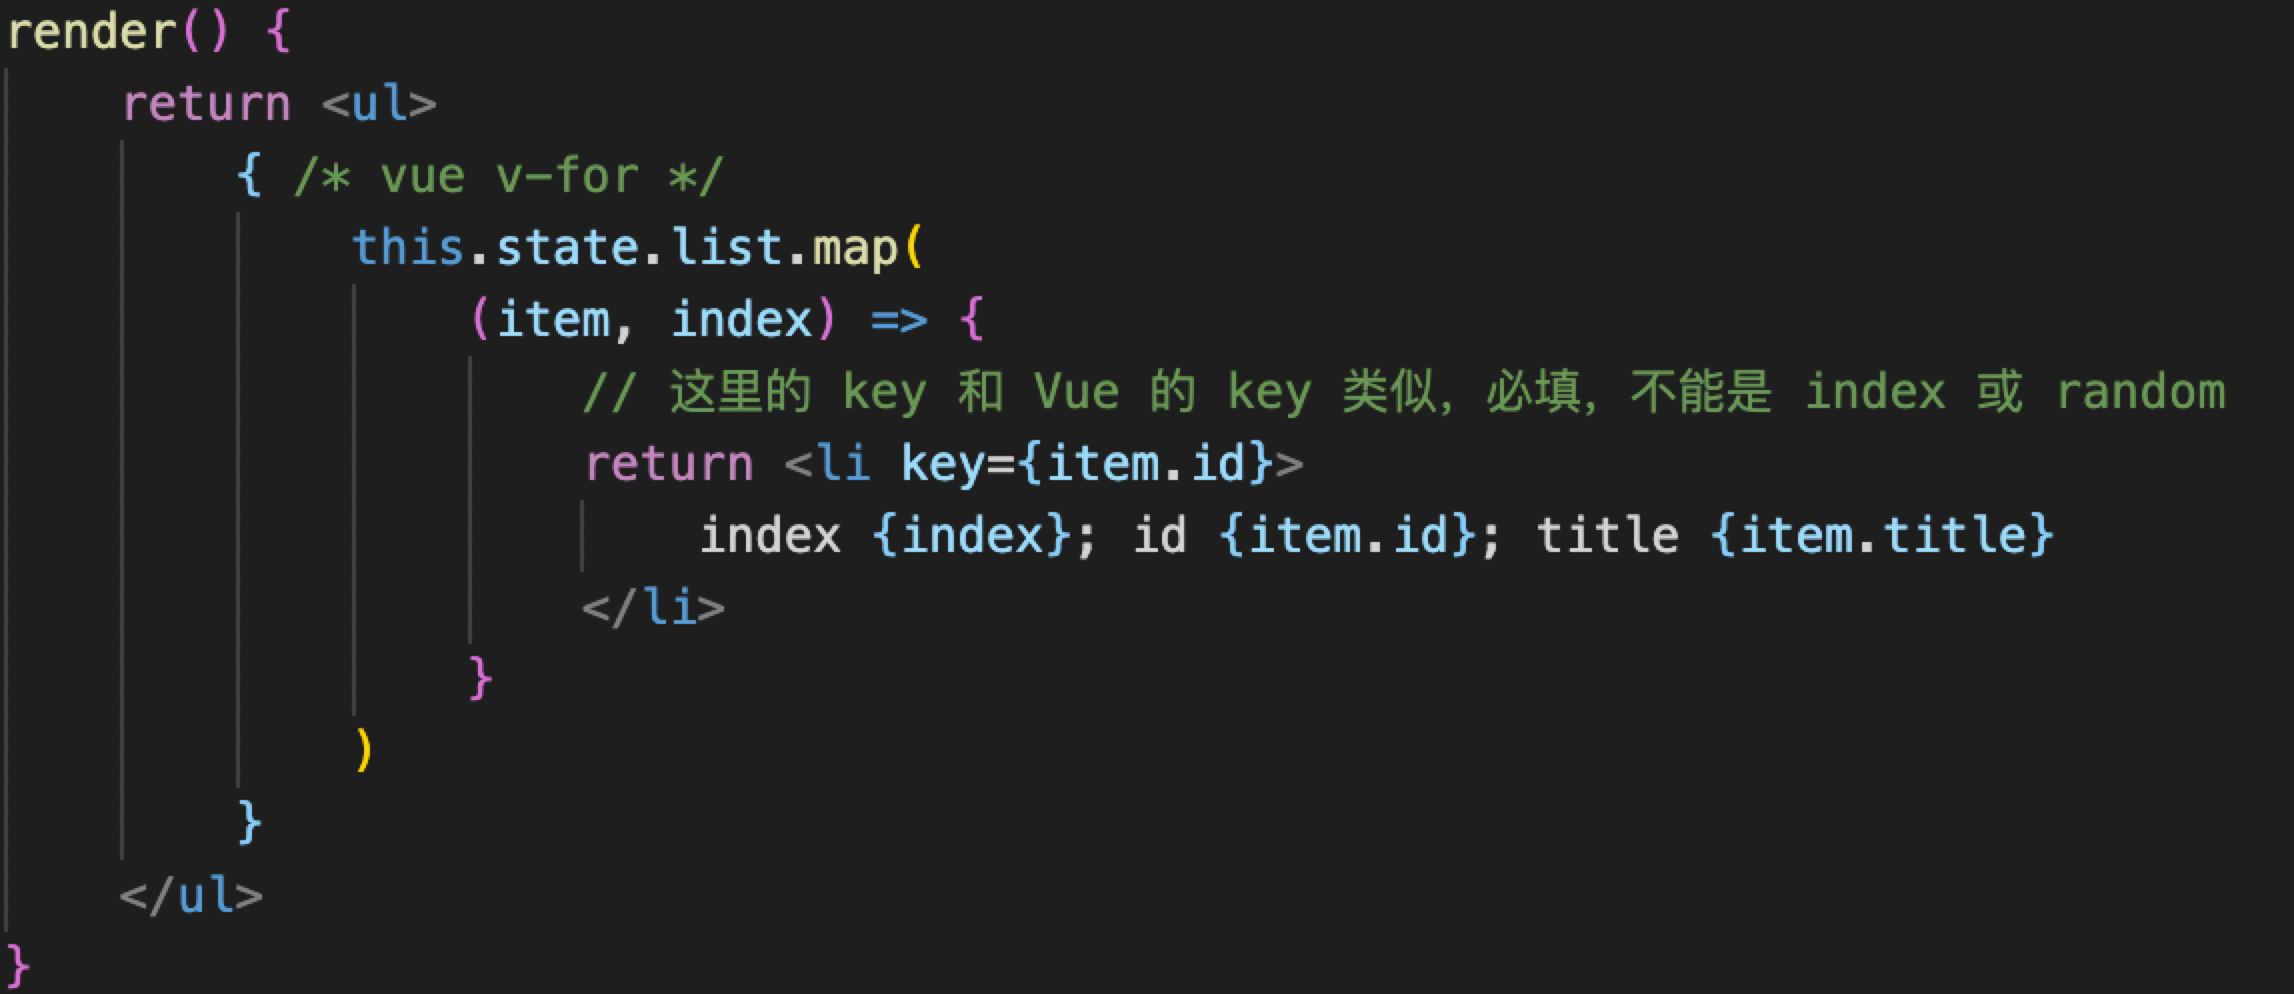 render() {
    return <ul>
        { /* vue v-for */
            this.state.list.map(
                (item, index) => {
                    // 这里的 key 和 Vue 的 key 类似，必填，不能是 index 或 random
                    return <li key={item.id}>
                        index {index}; id {item.id}; title {item.title}
                    </li>
                }
            )
        }
    </ul>
}